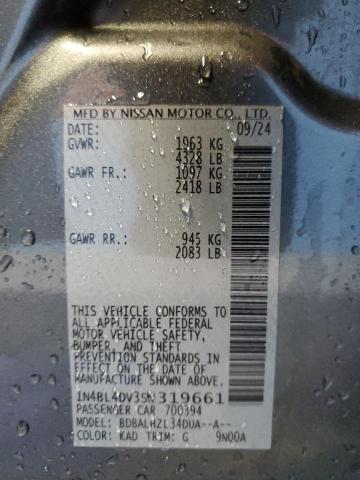 MFD BY NISSAN MOTOR CO., LTD.
DATE: 09/24
GVWR: 1963 KG
4328 LB
GAWR FR.: 1097 KG
2418 LB
GAWR RR.: 945 KG
2083 LB
THIS VEHICLE CONFORMS TO
ALL APPLICABLE FEDERAL
MOTOR VEHICLE SAFETY,
BUMPER, AND THEFT
PREVENTION STANDARDS
IN EFFECT ON THE DATE OF
MANUFACTURE SHOWN ABOVE
1N4BL4DV3SN319661
PASSENGER CAR 700394
MODEL: BDBALHZL34DUA--A--
COLOR: KAD TRIM: G 9N00A